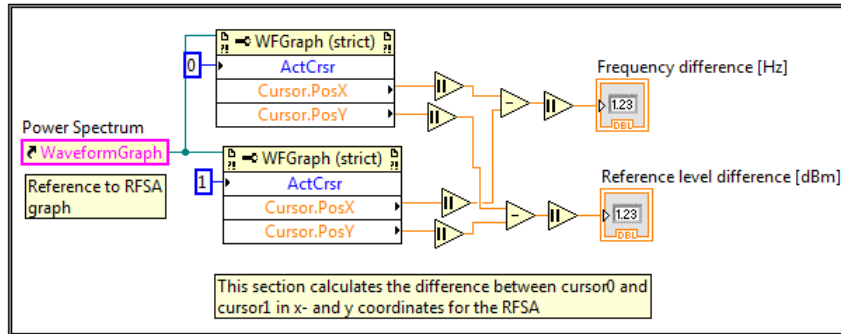 WFGraph (strict)
0
ActCrsr
Cursor.PosX
Cursor.PosY
Frequency difference [Hz]
1.23
DBL
Power Spectrum
WaveformGraph
Reference to RFSA
graph
WFGraph (strict)
1
ActCrsr
Cursor.PosX
Cursor.PosY
Reference level difference [dBm]
1.23
DBL
This section calculates the difference between cursor0 and
cursor1 in x- and y coordinates for the RFSA